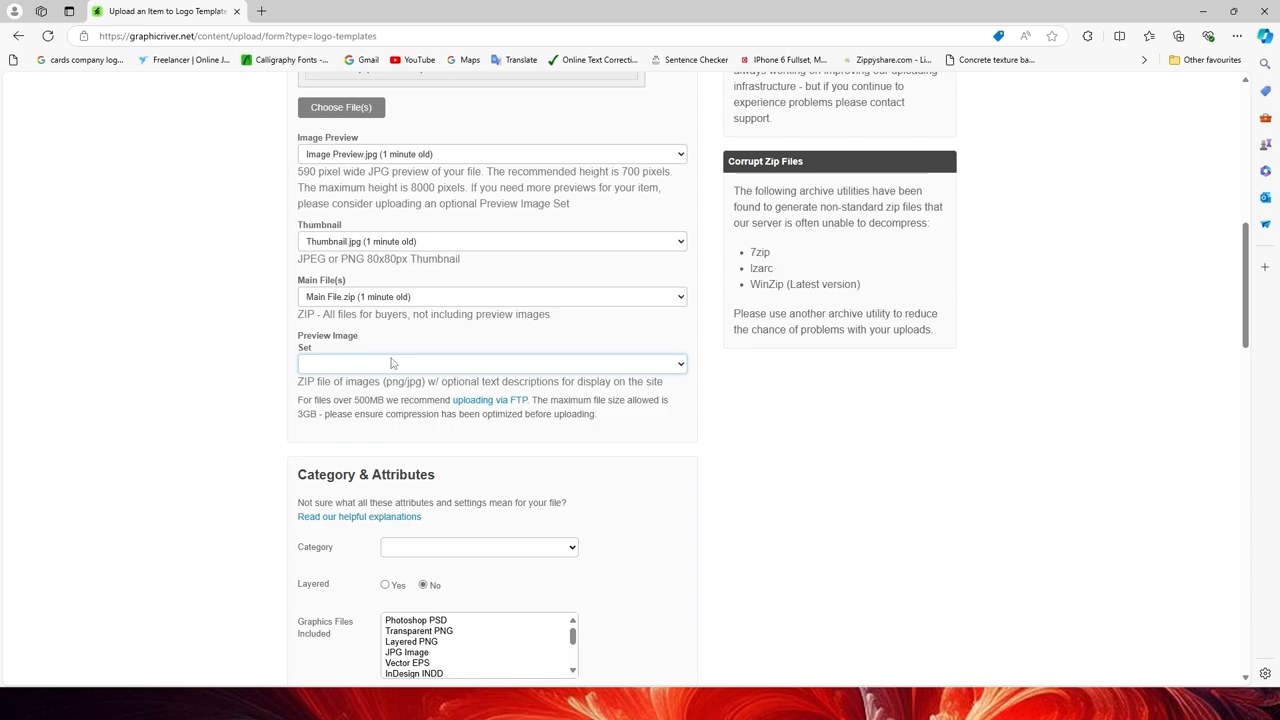 Upload an Item to Logo Template
https://graphicriver.net/content/upload/form?type=logo-templates
cards company log...
Freelancer | Online J...
Calligraphy Fonts -...
Gmail
YouTube
Maps
Translate
Online Text Correcti...
Sentence Checker
IPHONE 6 Fullset, M...
Zippyshare.com - Li...
Concrete texture ba...
Other favourites
always working on improving our uploading
infrastructure - but if you continue to
experience problems please contact
support.
Choose File(s)
Image Preview
Image Preview.jpg (1 minute old)
590 pixel wide JPG preview of your file. The recommended height is 700 pixels.
The maximum height is 8000 pixels. If you need more previews for your item,
please consider uploading an optional Preview Image Set
Thumbnail
Thumbnail.jpg (1 minute old)
JPEG or PNG 80x80px Thumbnail
Main File(s)
Main File.zip (1 minute old)
ZIP - All files for buyers, not including preview images
Preview Image
Set
ZIP file of images (png/jpg) w/ optional text descriptions for display on the site
For files over 500MB we recommend uploading via FTP. The maximum file size allowed is
3GB - please ensure compression has been optimized before uploading.
Corrupt Zip Files
The following archive utilities have been
found to generate non-standard zip files that
our server is often unable to decompress:
7zip
Izarc
WinZip (Latest version)
Please use another archive utility to reduce
the chance of problems with your uploads.
Category & Attributes
Not sure what all these attributes and settings mean for your file?
Read our helpful explanations
Category
Layered
Yes
No
Graphics Files
Included
Photoshop PSD
Transparent PNG
Layered PNG
JPG Image
Vector EPS
InDesign INDD